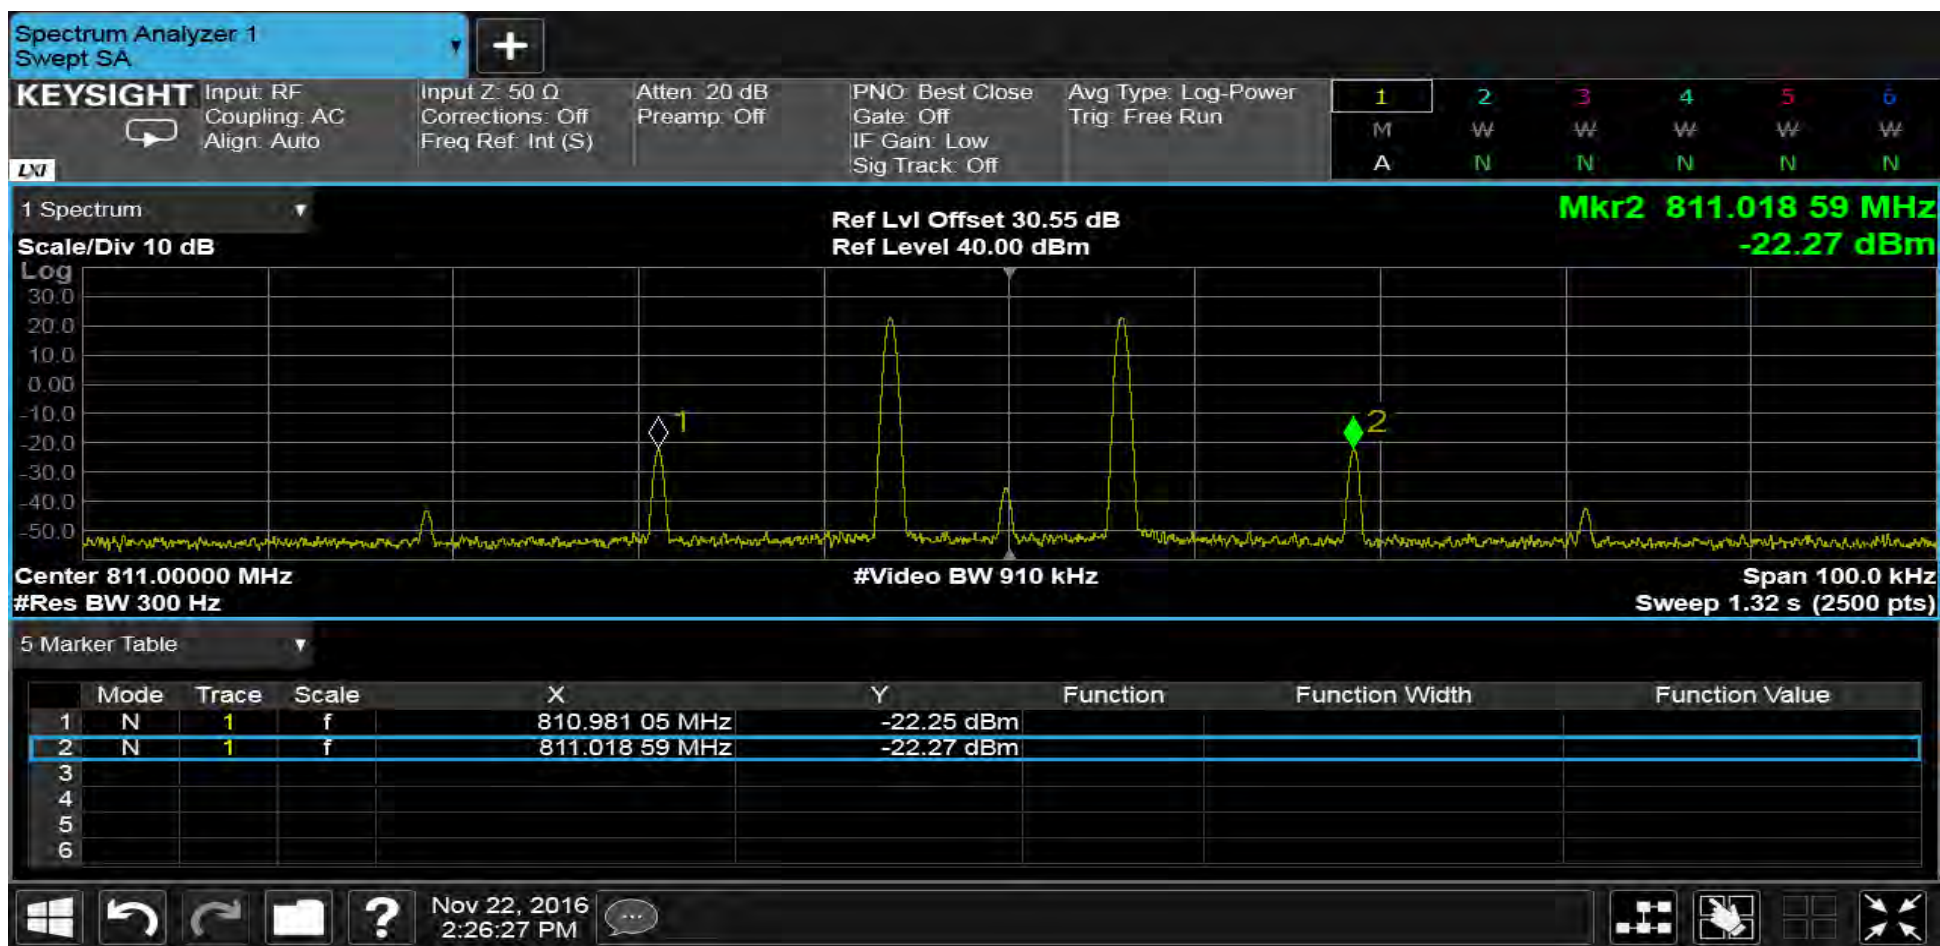 Spectrum Analyzer 1
Swept SA
KEYSIGHT
LXI
Input: RF
Coupling: AC
Align: Auto
Input Z: 50 Ω
Corrections: Off
Freq Ref: Int (S)
Atten: 20 dB
Preamp: Off
PNO: Best Close
Gate: Off
IF Gain: Low
Sig Track: Off
Avg Type: Log-Power
Trig: Free Run
1 2 3 4 5 6
M W W W W W
A N N N N N
1 Spectrum
Scale/Div 10 dB
Ref Lvl Offset 30.55 dB
Ref Level 40.00 dBm
Mkr2 811.018 59 MHz
-22.27 dBm
Log
30.0
20.0
10.0
0.00
-10.0
-20.0
-30.0
-40.0
-50.0
1
2
Center 811.00000 MHz
#Video BW 910 kHz
Span 100.0 kHz
#Res BW 300 Hz
Sweep 1.32 s (2500 pts)
5 Marker Table
Mode Trace Scale X Y Function Function Width Function Value
1 N 1 f 810.981 05 MHz -22.25 dBm
2 N 1 f 811.018 59 MHz -22.27 dBm
3
4
5
6
?
Nov 22, 2016
2:26:27 PM